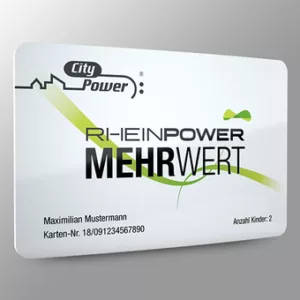 City
Power
®
RHEINPOWER
MEHRWERT
Maximilian Mustermann
Karten-Nr. 18/091234567890
Anzahl Kinder: 2